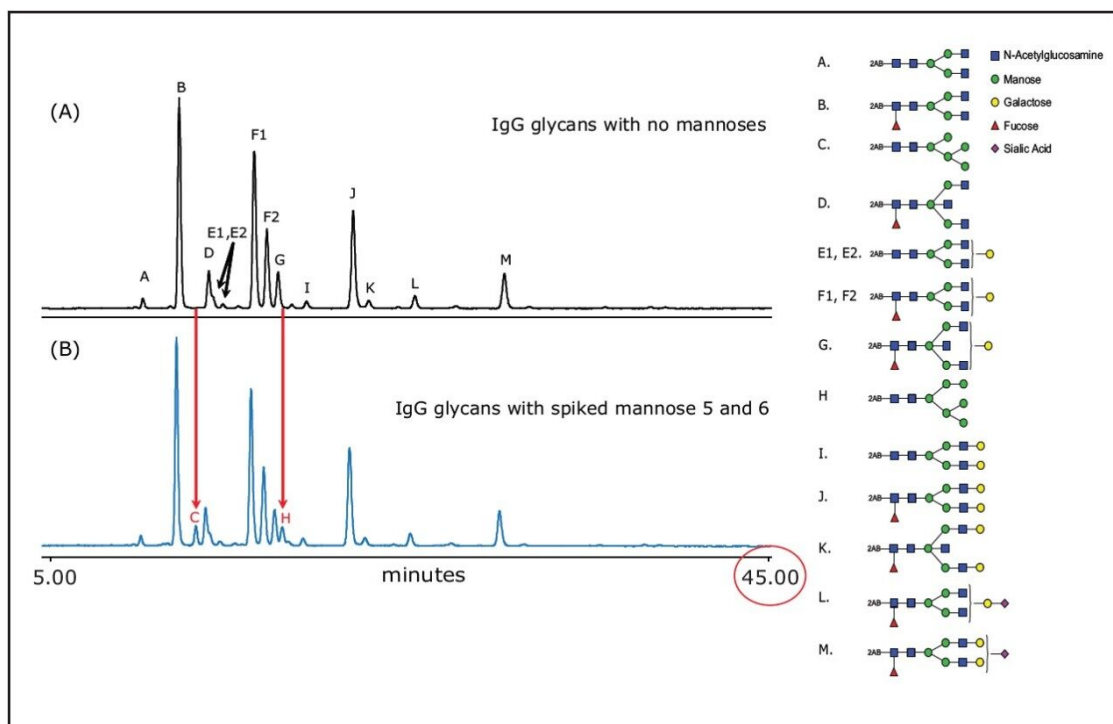 (A)
B
F1
J
F2
E1,E2
D
G
A
I
K
L
M
IgG glycans with no mannoses
(B)
IgG glycans with spiked mannose 5 and 6
C
H
5.00
minutes
45.00
A. 2AB
B. 2AB
C. 2AB
D. 2AB
E1, E2. 2AB
F1, F2 2AB
G. 2AB
H 2AB
I. 2AB
J. 2AB
K. 2AB
L. 2AB
M. 2AB
N-Acetylglucosamine
Manose
Galactose
Fucose
Sialic Acid